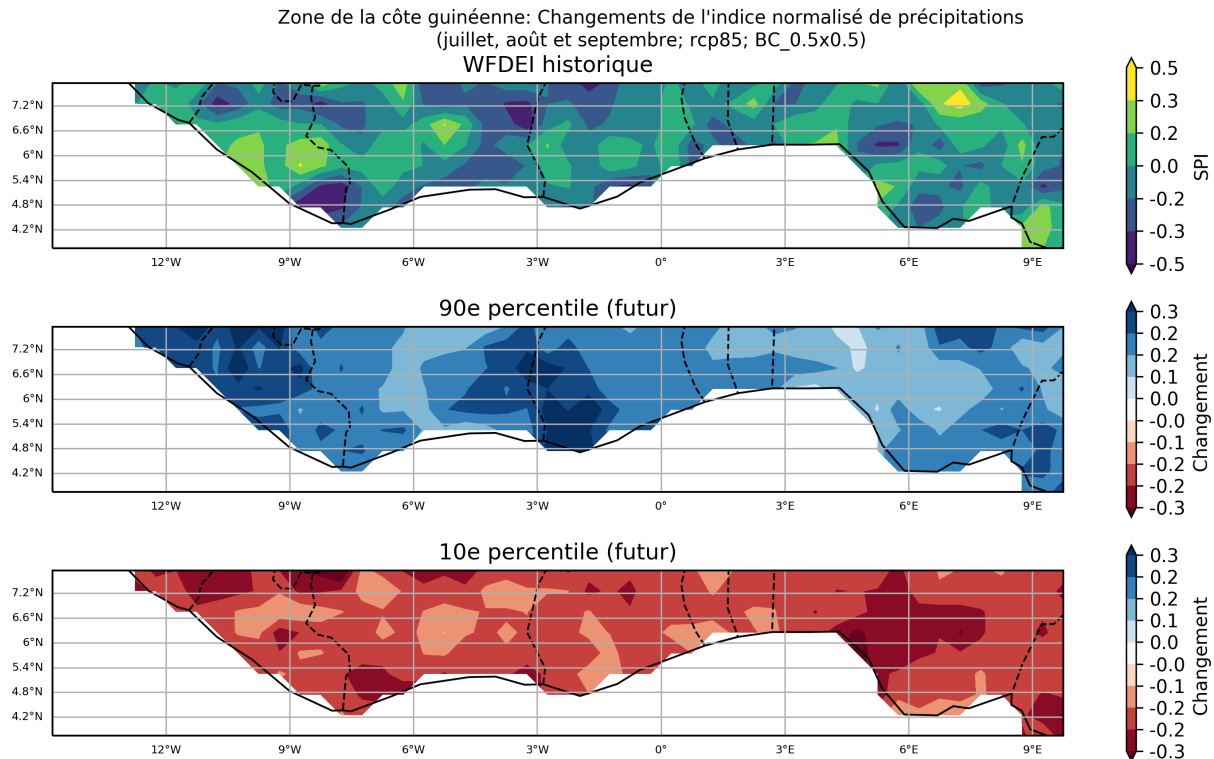 Zone de la côte guinéenne: Changements de l'indice normalisé de précipitations
(juillet, août et septembre; rcp85; BC_0.5x0.5)
WFDEI historique
7.2°N
6.6°N
6°N
5.4°N
4.8°N
4.2°N
12°W 9°W 6°W 3°W 0° 3°E 6°E 9°E
0.5
0.3
0.2
0.0
-0.2
-0.3
-0.5
SPI
90e percentile (futur)
7.2°N
6.6°N
6°N
5.4°N
4.8°N
4.2°N
12°W 9°W 6°W 3°W 0° 3°E 6°E 9°E
0.3
0.2
0.2
0.1
0.0
-0.0
-0.1
-0.2
-0.2
-0.3
Changement
10e percentile (futur)
7.2°N
6.6°N
6°N
5.4°N
4.8°N
4.2°N
12°W 9°W 6°W 3°W 0° 3°E 6°E 9°E
0.3
0.2
0.2
0.1
0.0
-0.0
-0.1
-0.2
-0.2
-0.3
Changement